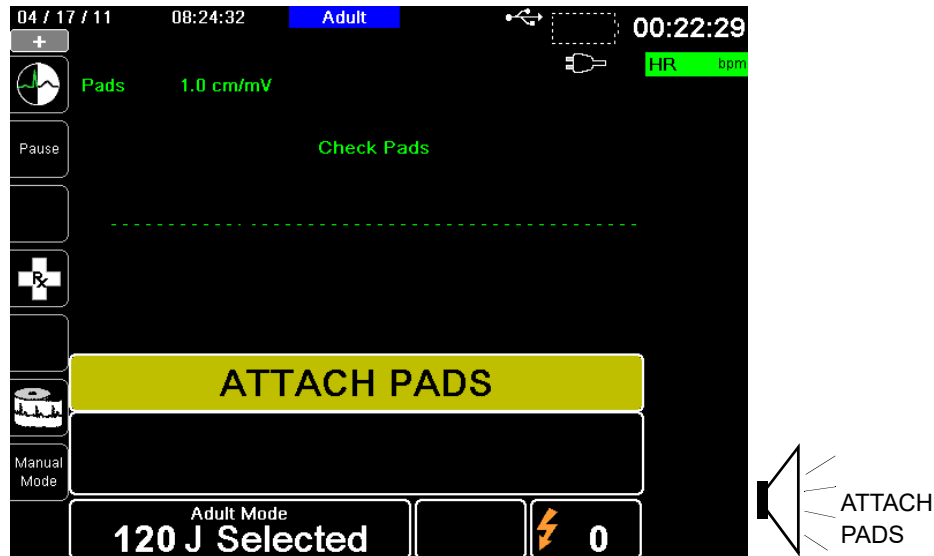 04 / 17 / 11 08:24:32 Adult 00:22:29
+
HR bpm
Pads 1.0 cm/mV
Pause
Check Pads
Rx
ATTACH PADS
Manual
Mode
Adult Mode
120 J Selected 0
ATTACH
PADS